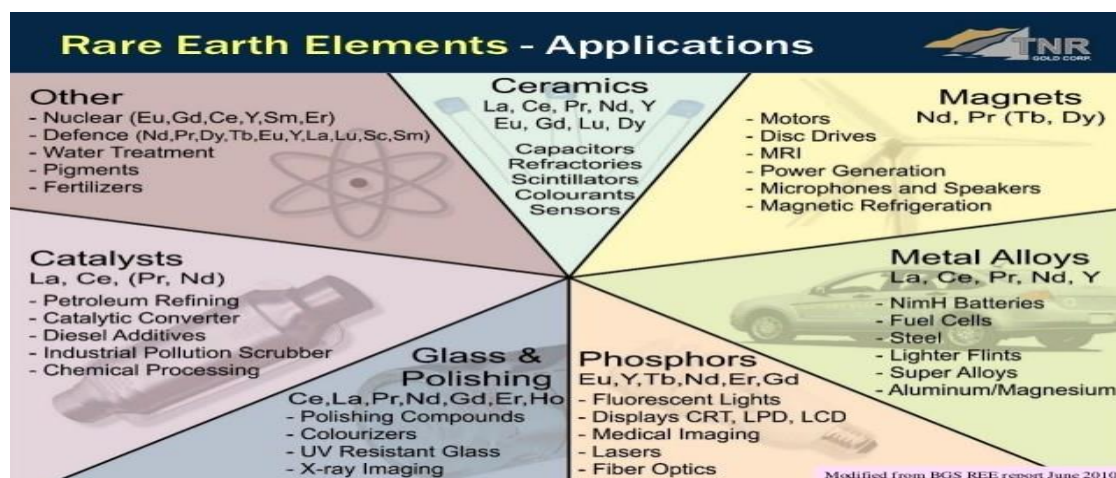 Rare Earth Elements - Applications
TNR
GOLD CORP.
Other
- Nuclear (Eu,Gd,Ce,Y,Sm,Er)
- Defence (Nd,Pr,Dy,Tb,Eu,Y,La,Lu,Sc,Sm)
- Water Treatment
- Pigments
- Fertilizers
Ceramics
La, Ce, Pr, Nd, Y
Eu, Gd, Lu, Dy
Capacitors
Refractories
Scintillators
Colourants
Sensors
Magnets
Nd, Pr (Tb, Dy)
- Motors
- Disc Drives
- MRI
- Power Generation
- Microphones and Speakers
- Magnetic Refrigeration
Catalysts
La, Ce, (Pr, Nd)
- Petroleum Refining
- Catalytic Converter
- Diesel Additives
- Industrial Pollution Scrubber
- Chemical Processing
Glass &
Polishing
Ce,La,Pr,Nd,Gd,Er,Ho
- Polishing Compounds
- Colourizers
- UV Resistant Glass
- X-ray Imaging
Phosphors
Eu,Y,Tb,Nd,Er,Gd
- Fluorescent Lights
- Displays CRT, LPD, LCD
- Medical Imaging
- Lasers
- Fiber Optics
Metal Alloys
La, Ce, Pr, Nd, Y
- NimH Batteries
- Fuel Cells
- Steel
- Lighter Flints
- Super Alloys
- Aluminum/Magnesium
Modified from BGS REE report June 2010